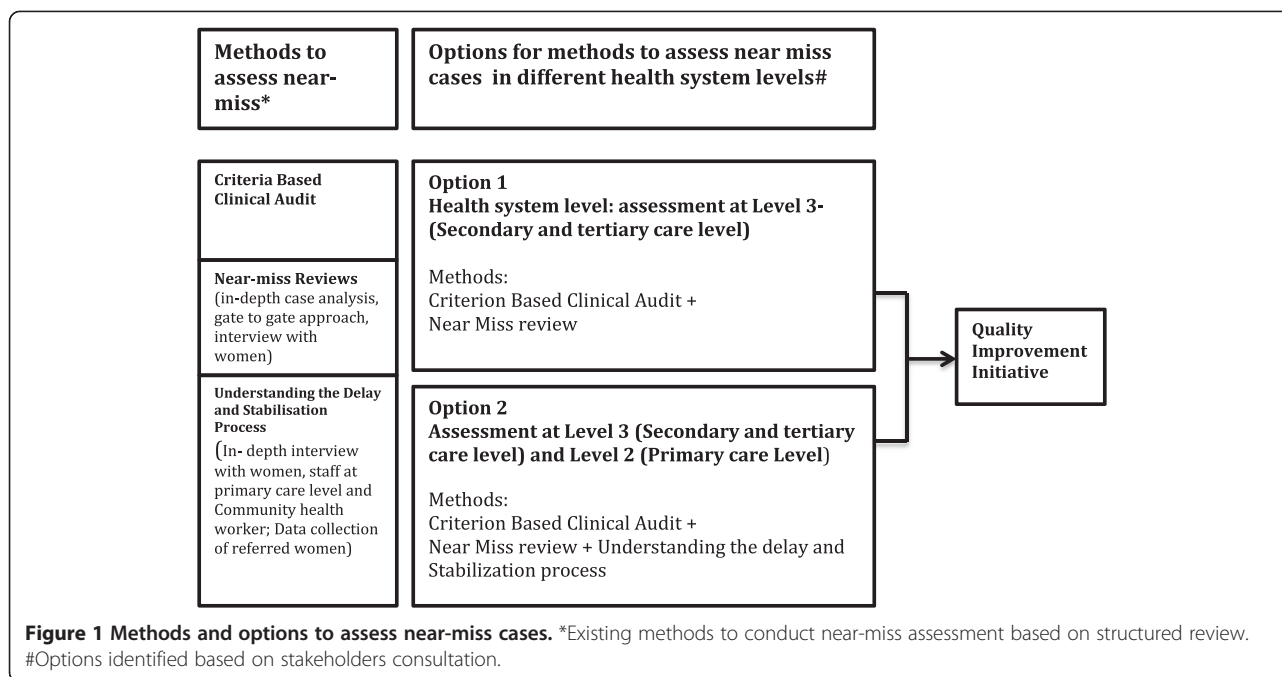 Methods to
assess near-
miss*
Options for methods to assess near miss
cases in different health system levels#
Criteria Based
Clinical Audit
Near-miss Reviews
(in-depth case analysis,
gate to gate approach,
interview with
women)
Understanding the Delay
and Stabilisation
Process
(In- depth interview
with women, staff at
primary care level and
Community health
worker; Data collection
of referred women)
Option 1
Health system level: assessment at Level 3-
(Secondary and tertiary care level)
Methods:
Criterion Based Clinical Audit +
Near Miss review
Option 2
Assessment at Level 3 (Secondary and tertiary
care level) and Level 2 (Primary care Level)
Methods:
Criterion Based Clinical Audit +
Near Miss review + Understanding the delay and
Stabilization process
Quality
Improvement
Initiative
Figure 1 Methods and options to assess near-miss cases. *Existing methods to conduct near-miss assessment based on structured review.
#Options identified based on stakeholders consultation.